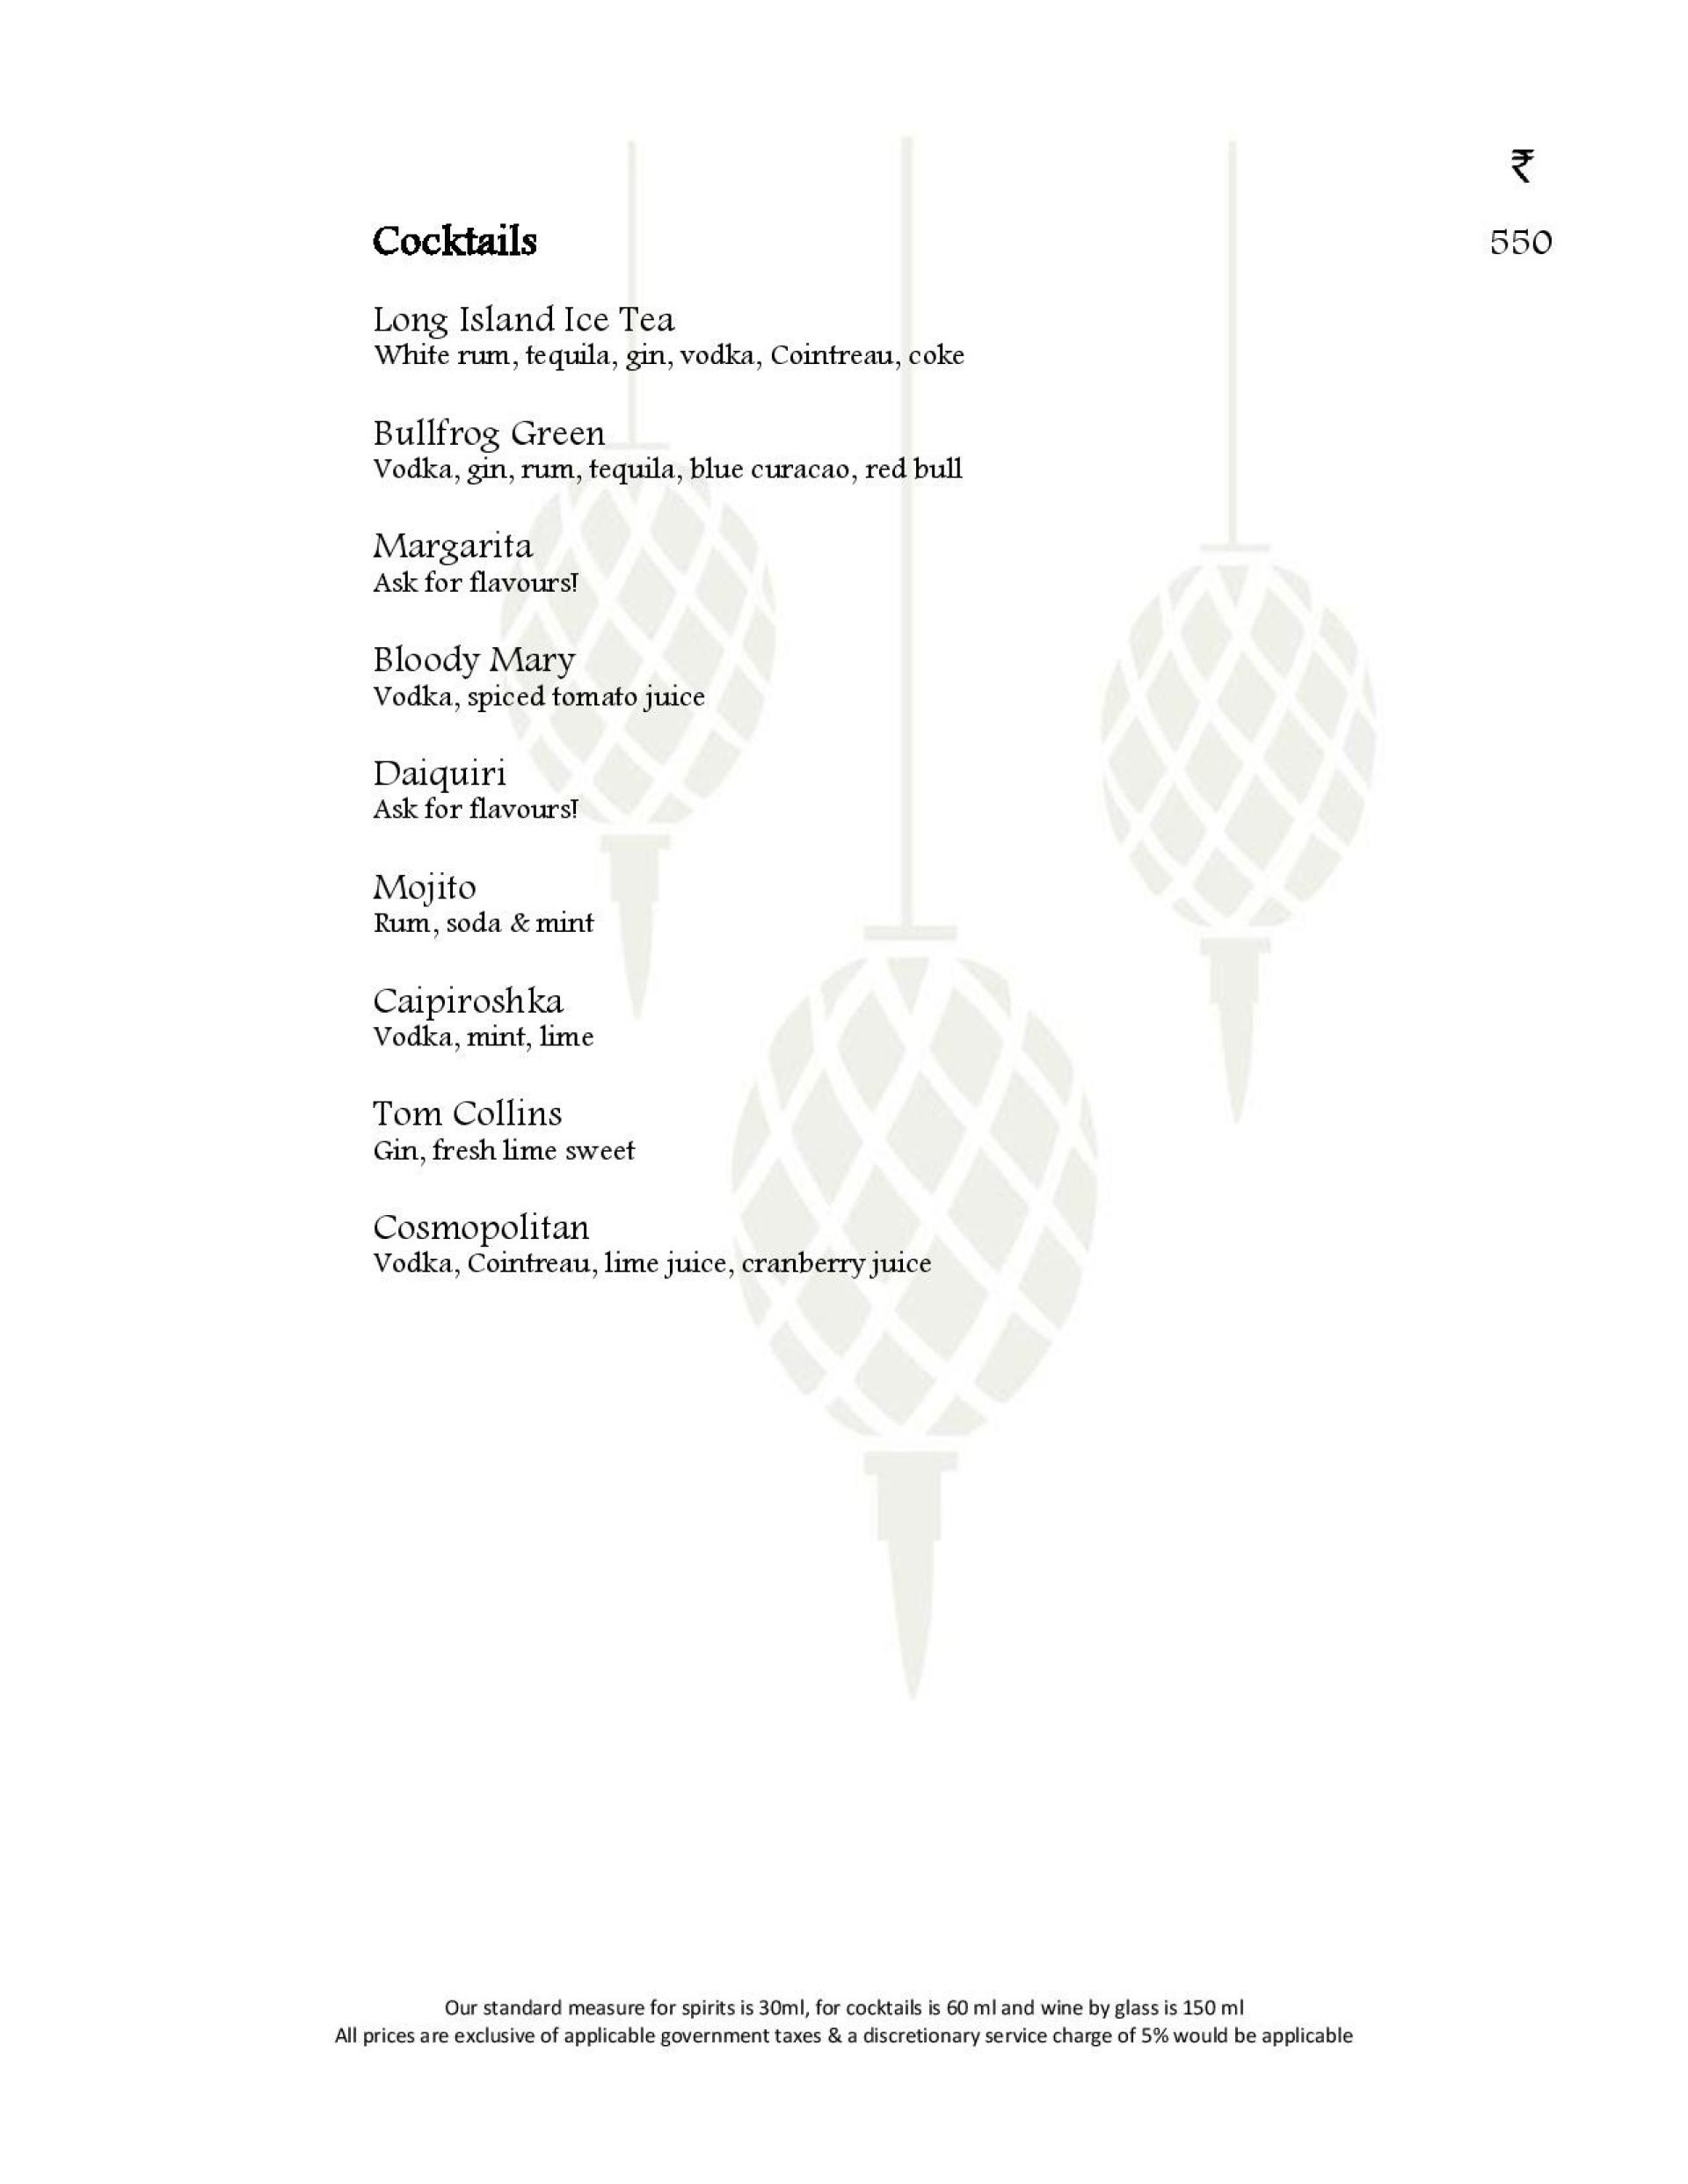 ₹
Cocktails 550
Long Island Ice Tea
White rum, tequila, gin, vodka, Cointreau, coke
Bullfrog Green
Vodka, gin, rum, tequila, blue curacao, red bull
Margarita
Ask for flavours!
Bloody Mary
Vodka, spiced tomato juice
Daiquiri
Ask for flavours!
Mojito
Rum, soda & mint
Caipiroshka
Vodka, mint, lime
Tom Collins
Gin, fresh lime sweet
Cosmopolitan
Vodka, Cointreau, lime juice, cranberry juice
Our standard measure for spirits is 30ml, for cocktails is 60 ml and wine by glass is 150 ml
All prices are exclusive of applicable government taxes & a discretionary service charge of 5% would be applicable